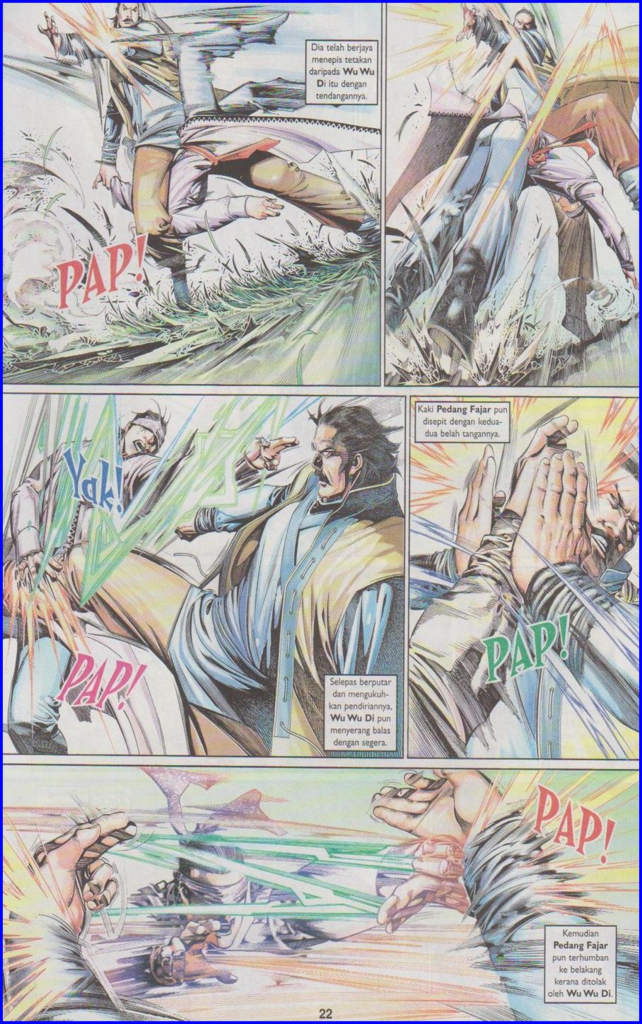 Dia telah berjaya
menepis tetakan
daripada Wu Wu
Di itu dengan
tendangannya.
PAP!
Kaki Pedang Fajar pun
disepit dengan kedua-
dua belah tangannya.
Yak!
PAP!
PAP!
Selepas berputar
dan mengukuh-
kan pendiriannya,
Wu Wu Di pun
menyerang balas
dengan segera.
PAP!
Kemudian
Pedang Fajar
pun terhumban
ke belakang
kerana ditolak
oleh Wu Wu Di.
22